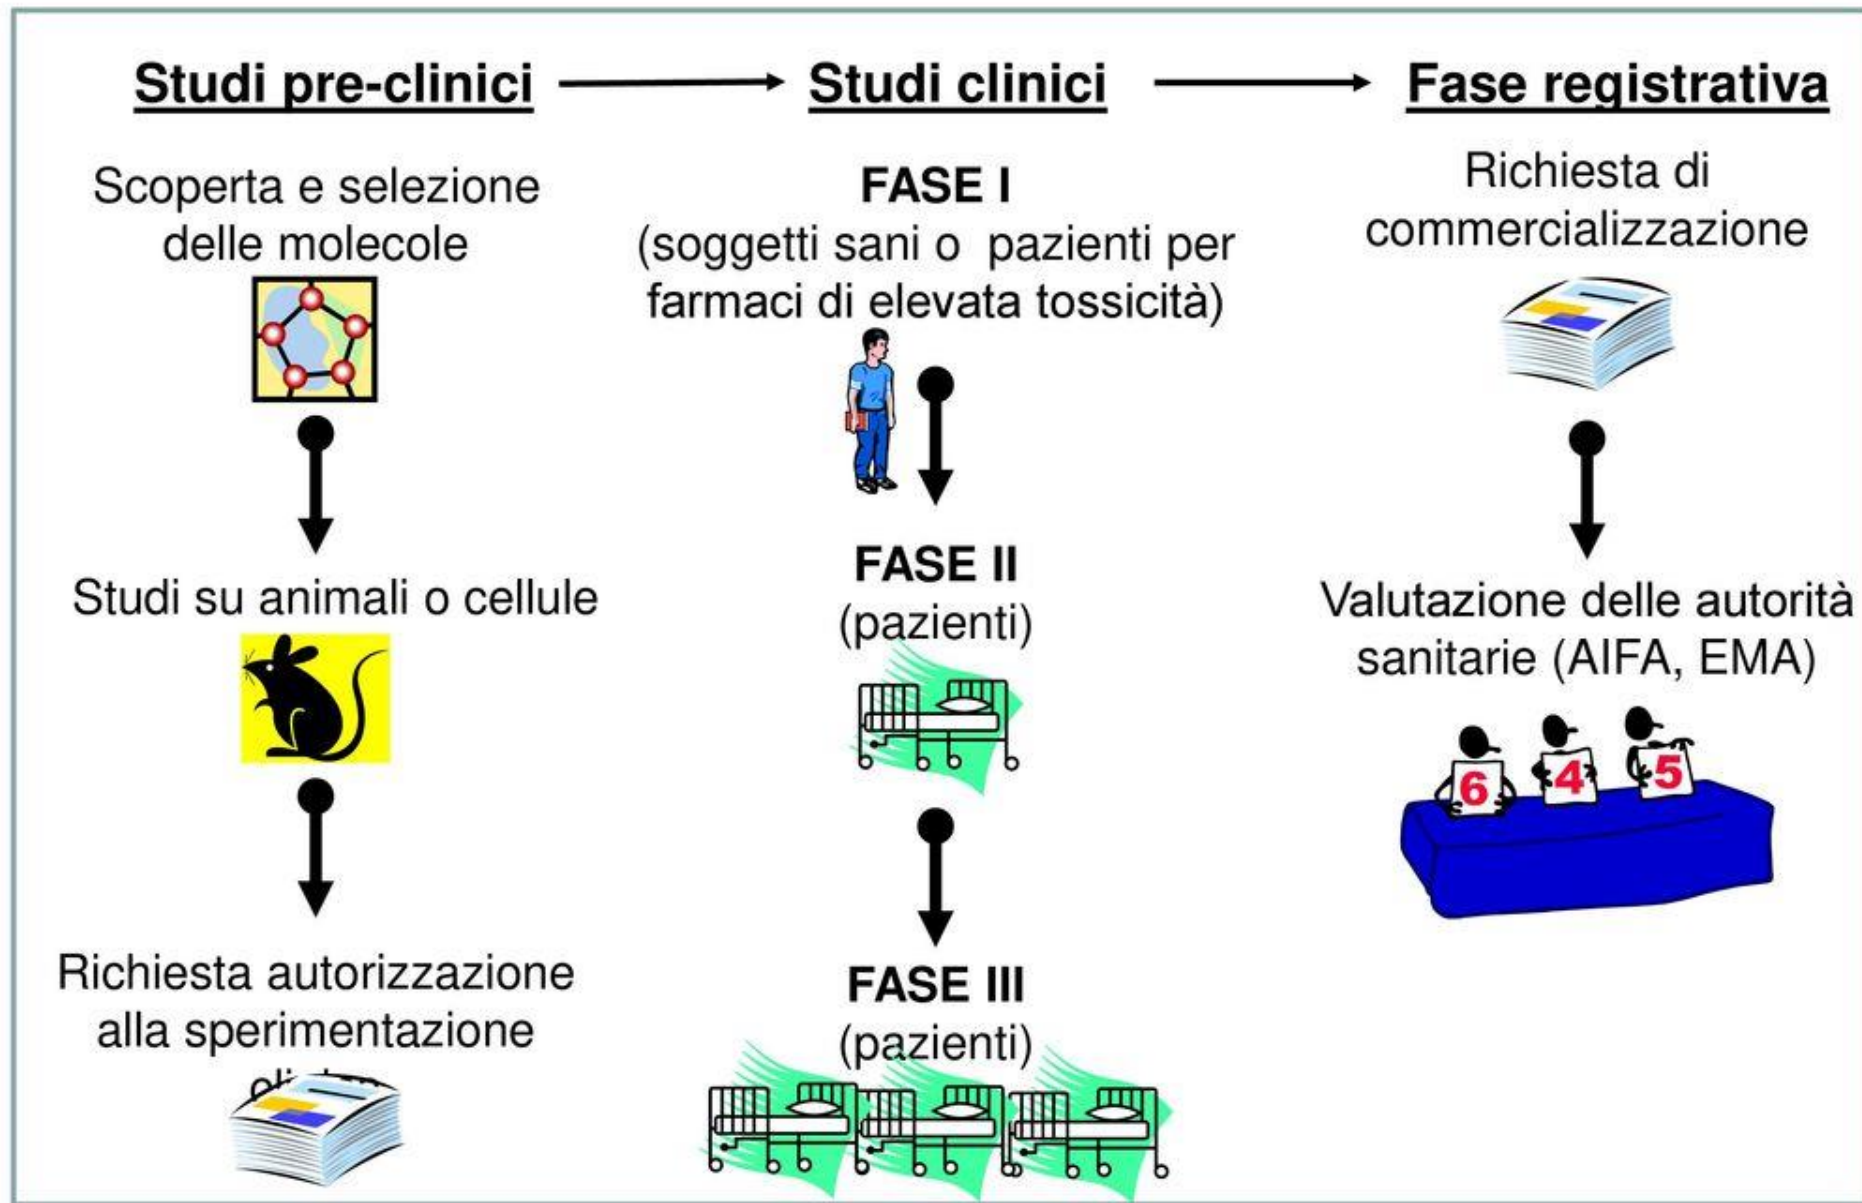 Studi pre-clinici
Scoperta e selezione
delle molecole
Studi su animali o cellule
Richiesta autorizzazione
alla sperimentazione
Studi clinici
FASE I
(soggetti sani o pazienti per
farmaci di elevata tossicità)
FASE II
(pazienti)
FASE III
(pazienti)
Fase registrativa
Richiesta di
commercializzazione
Valutazione delle autorità
sanitarie (AIFA, EMA)
6 4 5